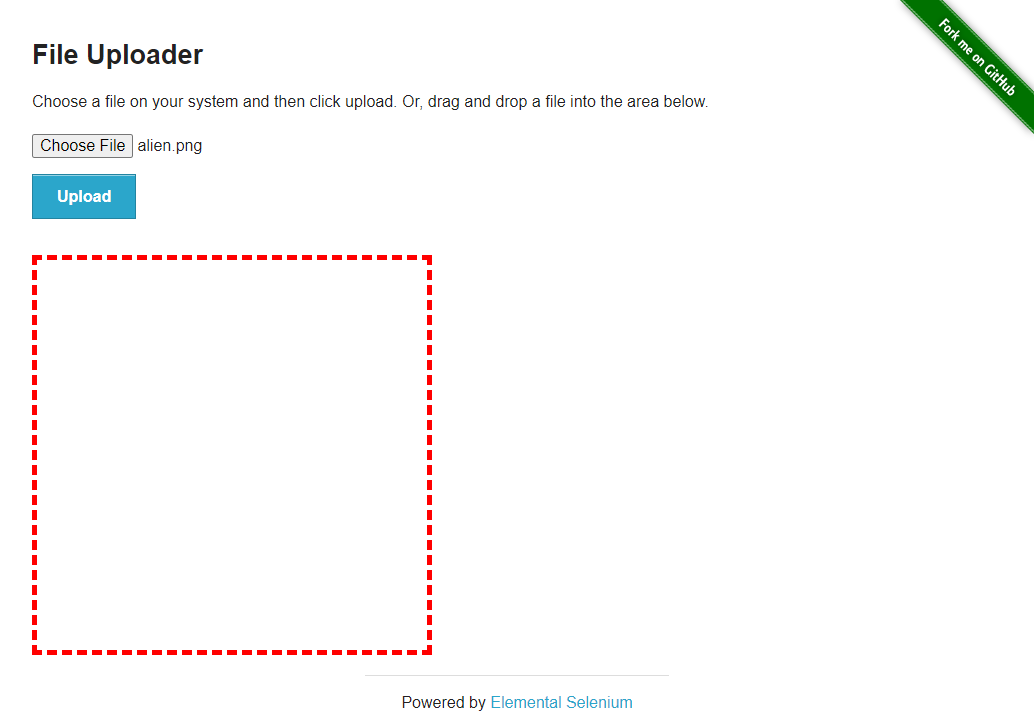 Fork me on GitHub
File Uploader
Choose a file on your system and then click upload. Or, drag and drop a file into the area below.
Choose File alien.png
Upload
Powered by Elemental Selenium